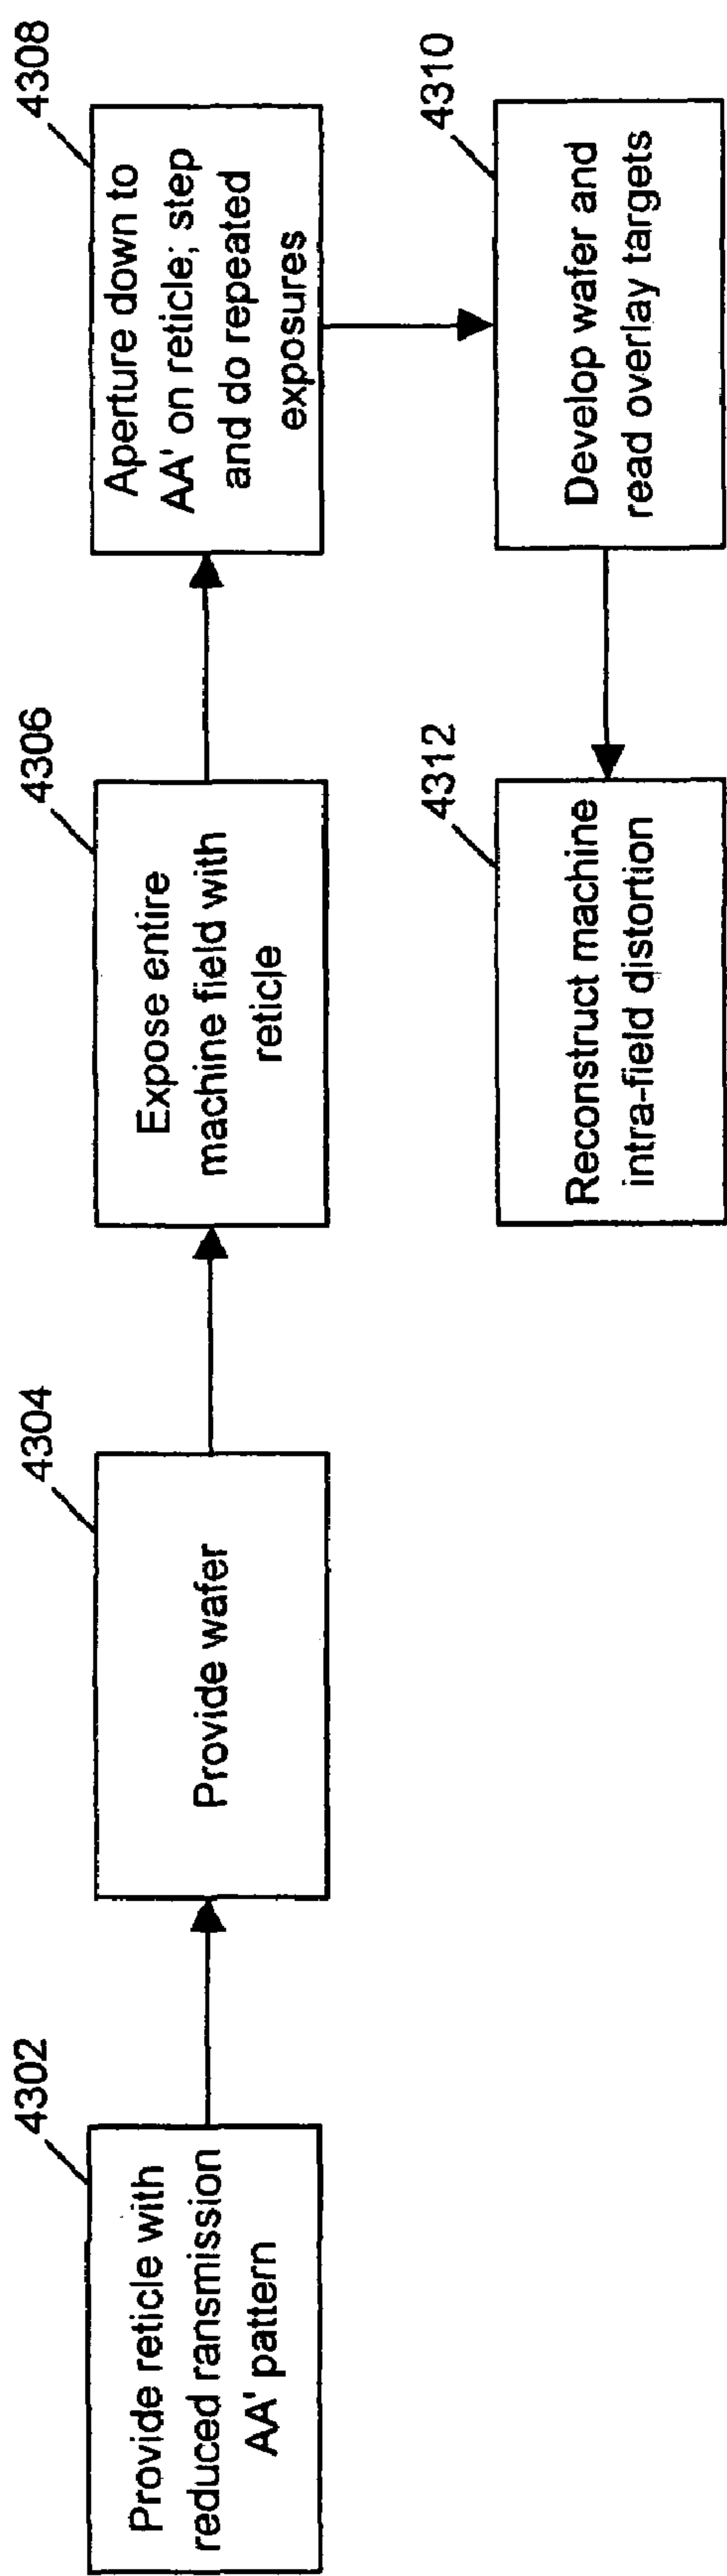 4302
Provide reticle with
reduced ransmission
AA' pattern
4304
Provide wafer
4306
Expose entire
machine field with
reticle
4308
Aperture down to
AA' on reticle; step
and do repeated
exposures
4310
Develop wafer and
read overlay targets
4312
Reconstruct machine
intra-field distortion